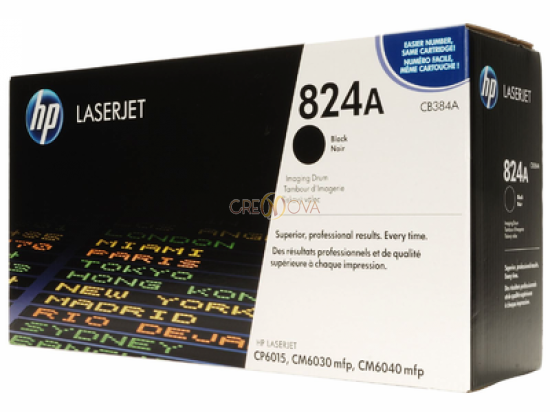 EASIER NUMBER,
SAME CARTRIDGE!
NUMÉRO FACILE,
MÊME CARTOUCHE!
hp
LASERJET
824A
CB384A
Black
Noir
Imaging Drum
Tambour d'Imagerie
CRENOVA
Superior, professional results. Every time.
Des résultats professionnels et de qualité
supérieure à chaque impression.
HP LASERJET
CP6015, CM6030 mfp, CM6040 mfp
LONDON
MIAMI
PARIS
HONG KONG
NEW YORK
MADRID
RIO DEJA
SYDNEY
hp
824A
Black
Noir